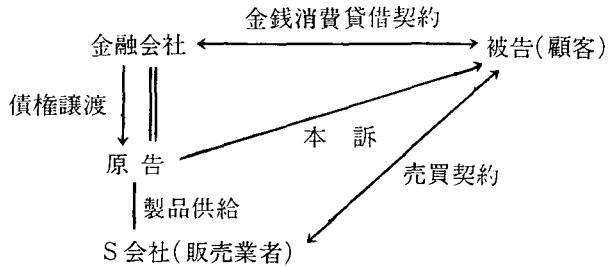 金銭消費貸借契約
金融会社
被告(顧客)
債権譲渡
本訴
原告
売買契約
製品供給
S会社(販売業者)